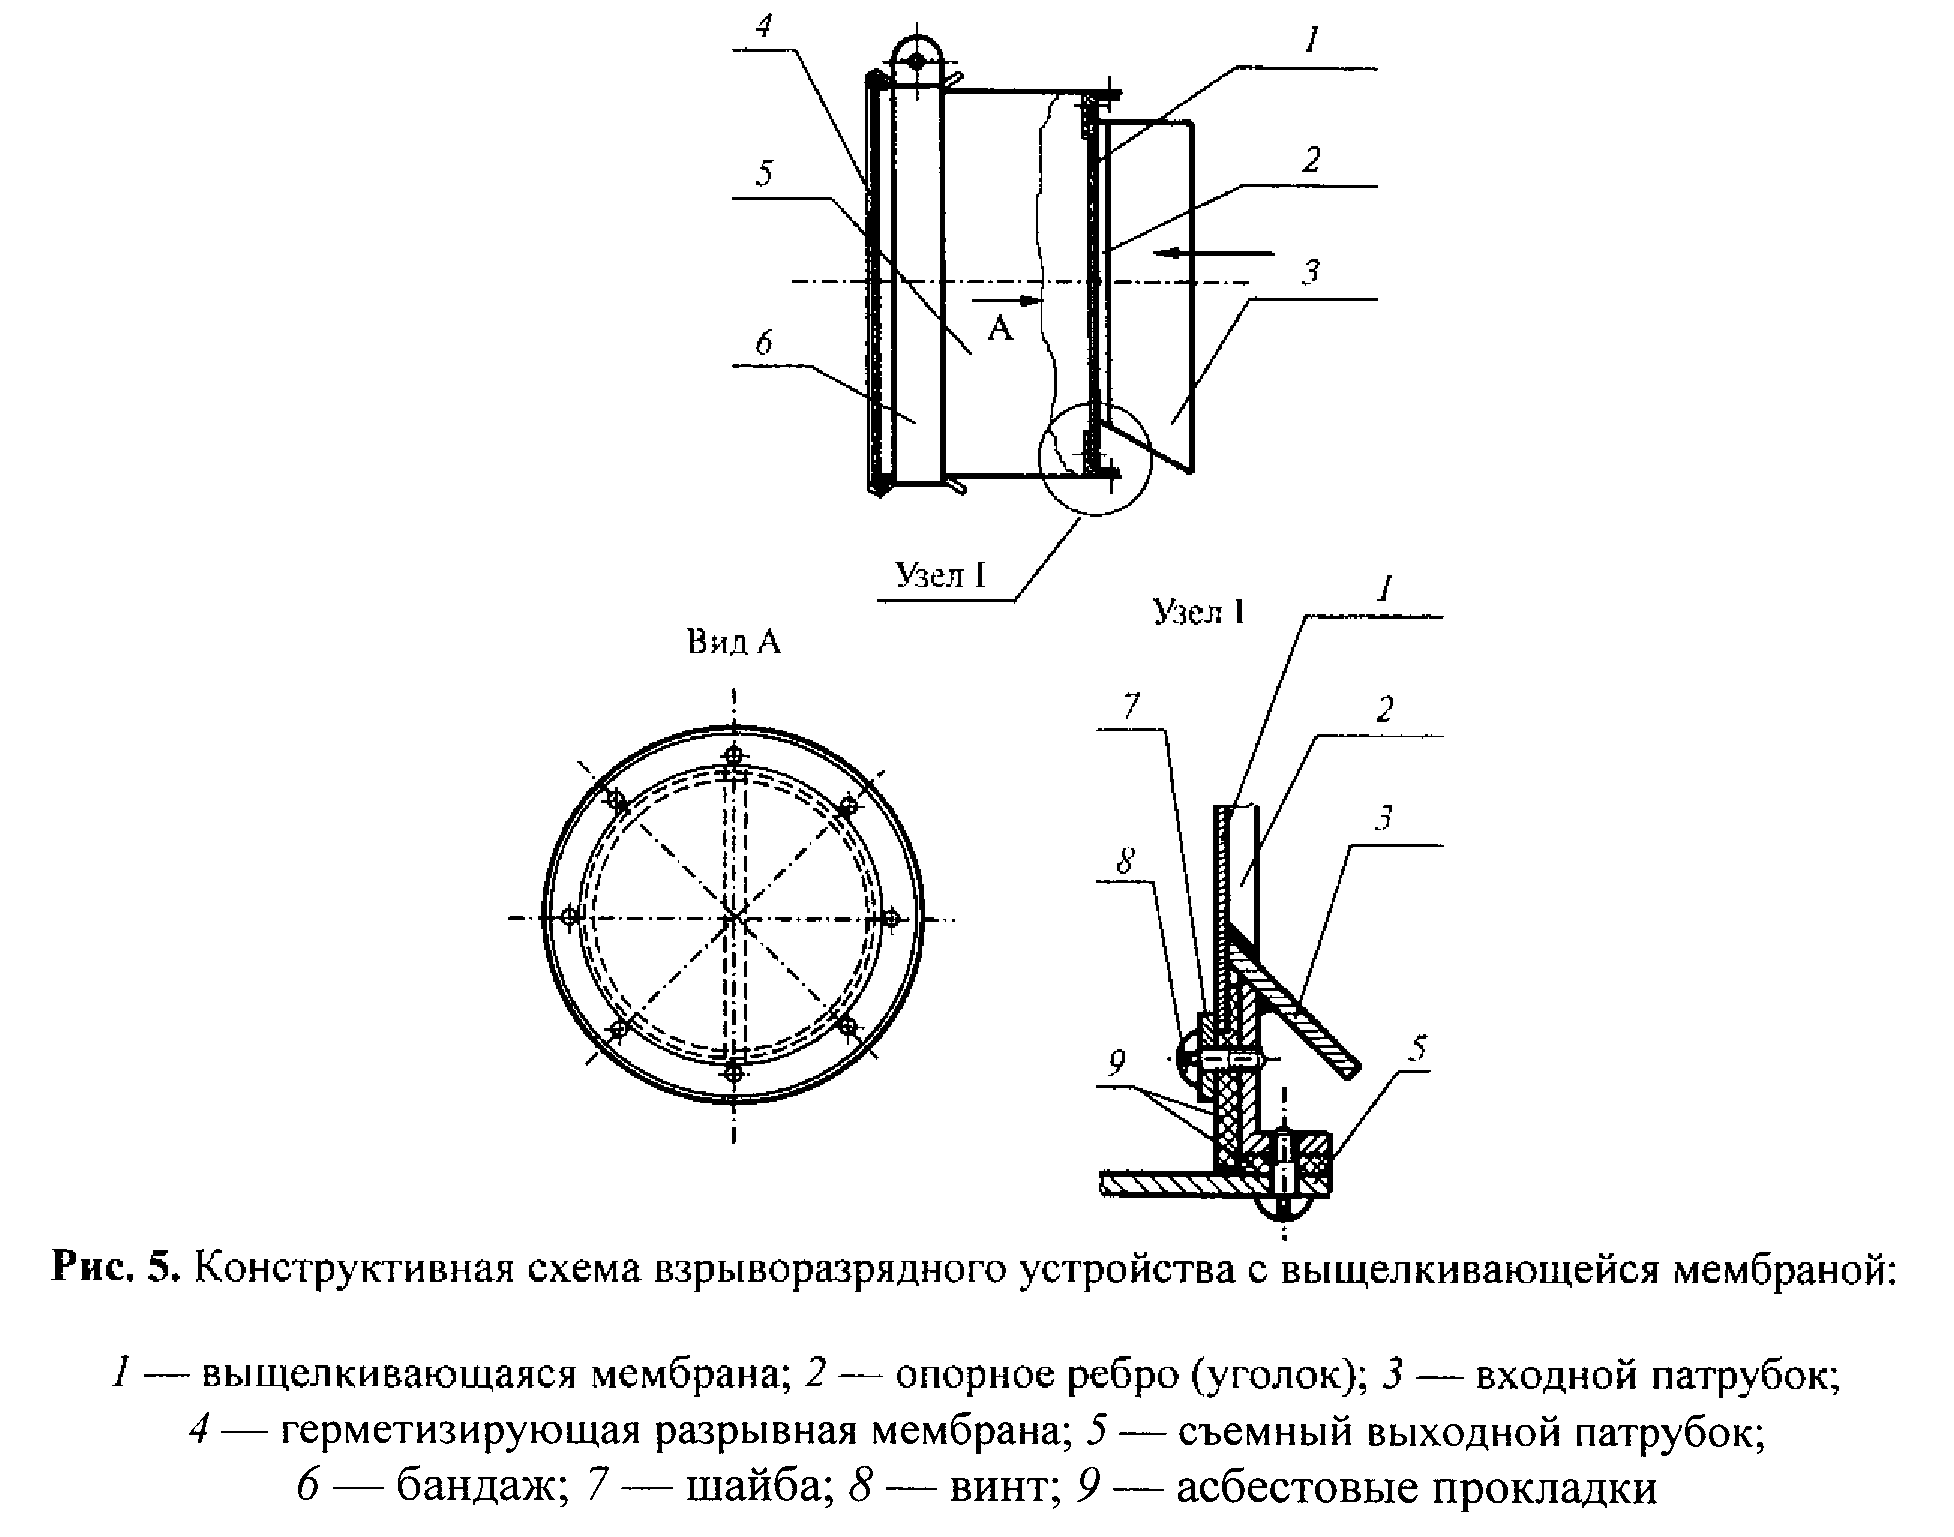 4
1
5
2
3
А
6
Узел I
Узел I
1
Вид А
7
2
3
8
9
5
Рис. 5. Конструктивная схема взрыворазрядного устройства с выщелкивающейся мембраной:
1 — выщелкивающаяся мембрана; 2 — опорное ребро (уголок); 3 — входной патрубок;
4 — герметизирующая разрывная мембрана; 5 — съемный выходной патрубок;
6 — бандаж; 7 — шайба; 8 — винт; 9 — асбестовые прокладки